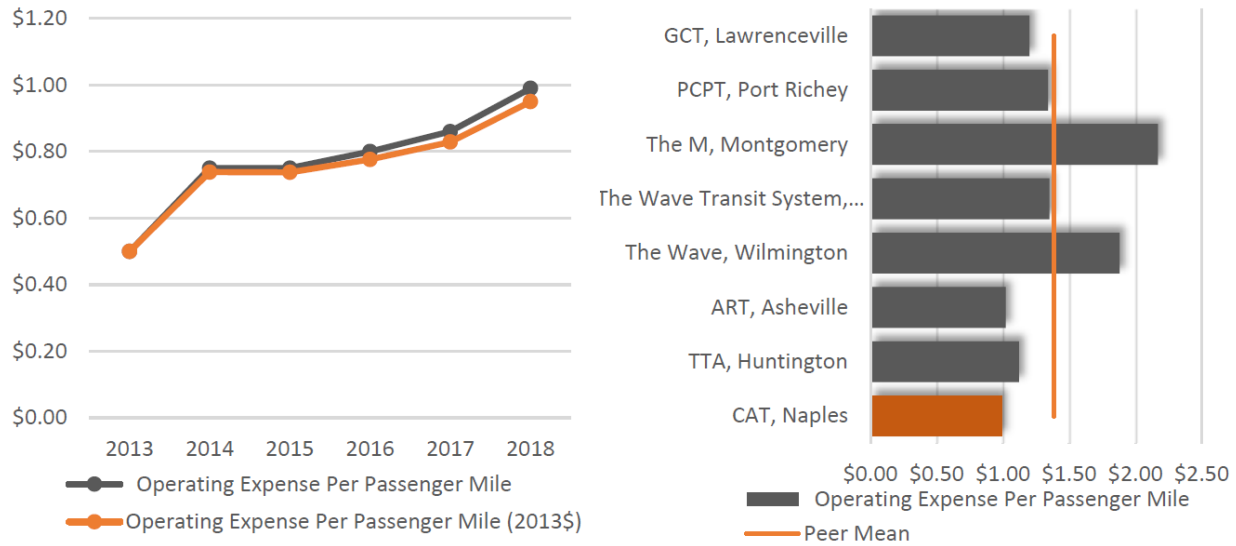 $1.20
$1.00
$0.80
$0.60
$0.40
$0.20
$0.00
2013 2014 2015 2016 2017 2018
Operating Expense Per Passenger Mile
Operating Expense Per Passenger Mile (2013$)
GCT, Lawrenceville
PCPT, Port Richey
The M, Montgomery
The Wave Transit System,...
The Wave, Wilmington
ART, Asheville
TTA, Huntington
CAT, Naples
$0.00 $0.50 $1.00 $1.50 $2.00 $2.50
Operating Expense Per Passenger Mile
Peer Mean